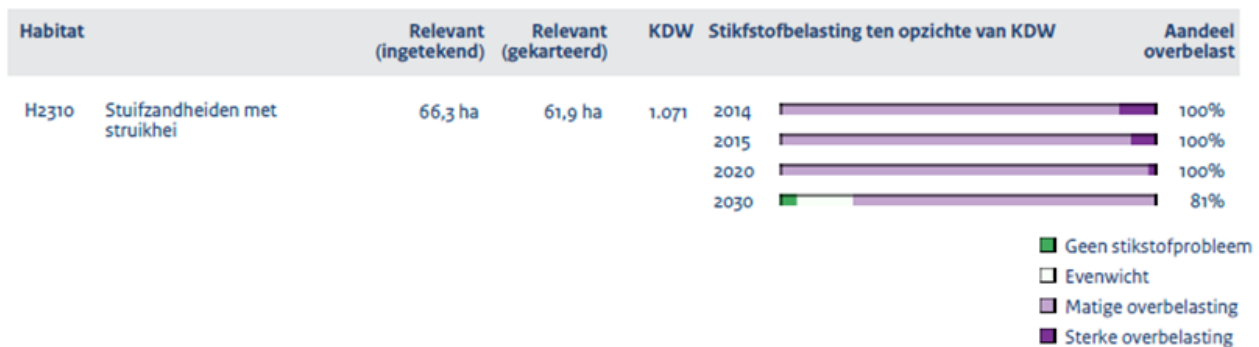 Habitat Relevant (ingetekend) Relevant (gekarteerd) KDW Stikfstofbelasting ten opzichte van KDW Aandeel overbelast
H2310 Stuifzandheiden met struikhei 66,3 ha 61,9 ha 1.071 2014 100%
2015 100%
2020 100%
2030 81%
Geen stikstofprobleem
Evenwicht
Matige overbelasting
Sterke overbelasting